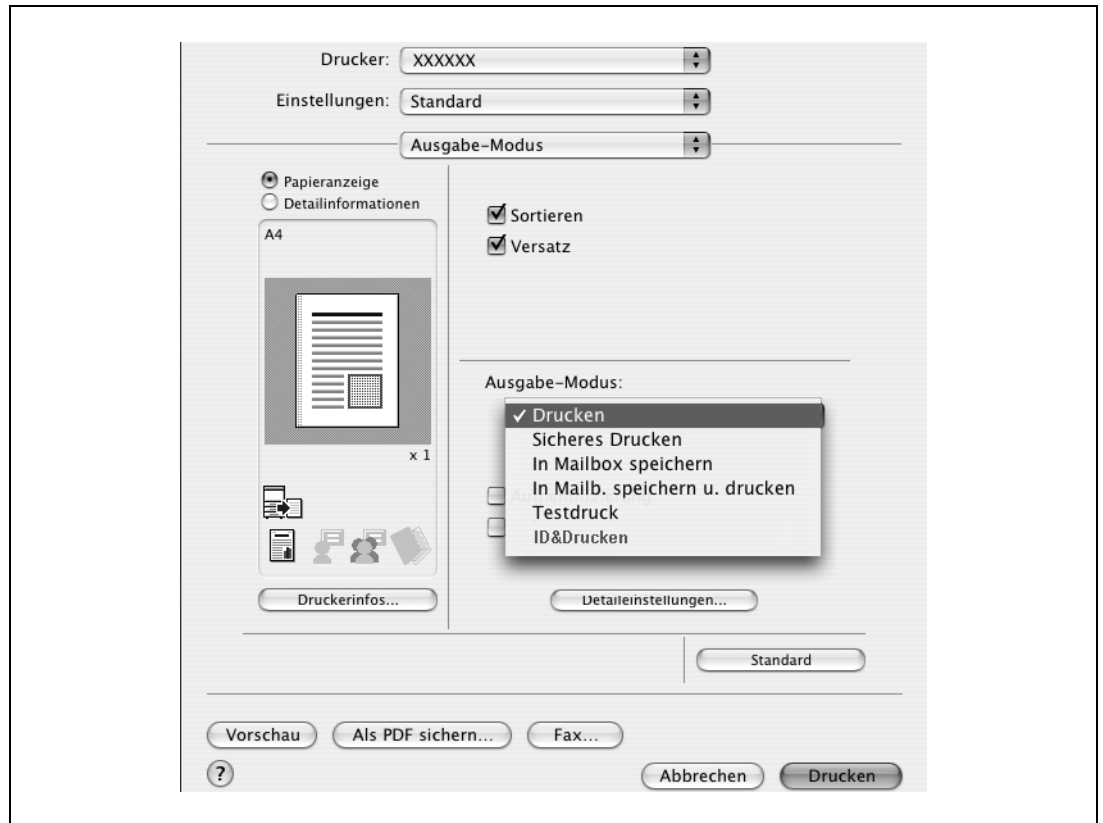 Drucker: XXXXXX
Einstellungen: Standard
Ausgabe-Modus
Papieranzeige
Detailinformationen
A4
x 1
Druckerinfos...
Sortieren
Versatz
Ausgabe-Modus:
✓ Drucken
Sicheres Drucken
In Mailbox speichern
In Mailb. speichern u. drucken
Testdruck
ID&Drucken
Detaileinstellungen...
Standard
Vorschau Als PDF sichern... Fax...
? Abbrechen Drucken